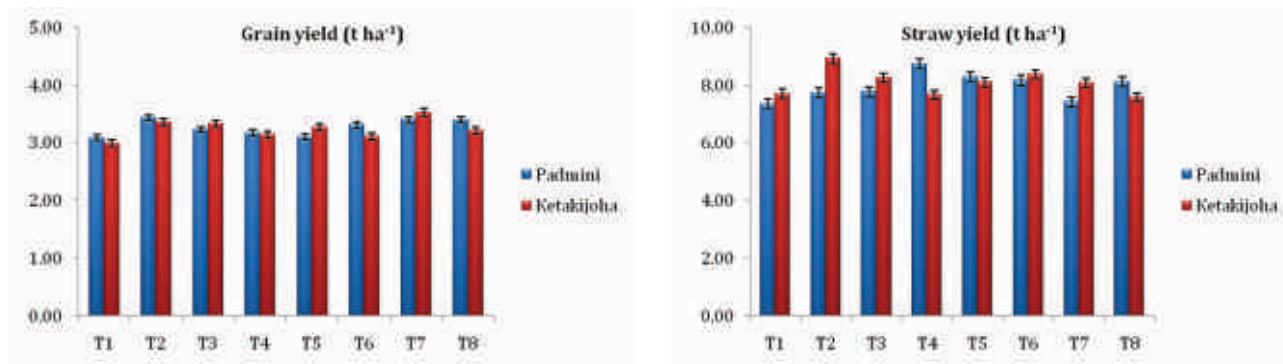 Grain yield (t ha⁻¹)
5.00
4.00
3.00
2.00
1.00
0.00
T1 T2 T3 T4 T5 T6 T7 T8
Padmini
Ketakijoha
Straw yield (t ha⁻¹)
10.00
8.00
6.00
4.00
2.00
0.00
T1 T2 T3 T4 T5 T6 T7 T8
Padmini
Ketakijoha